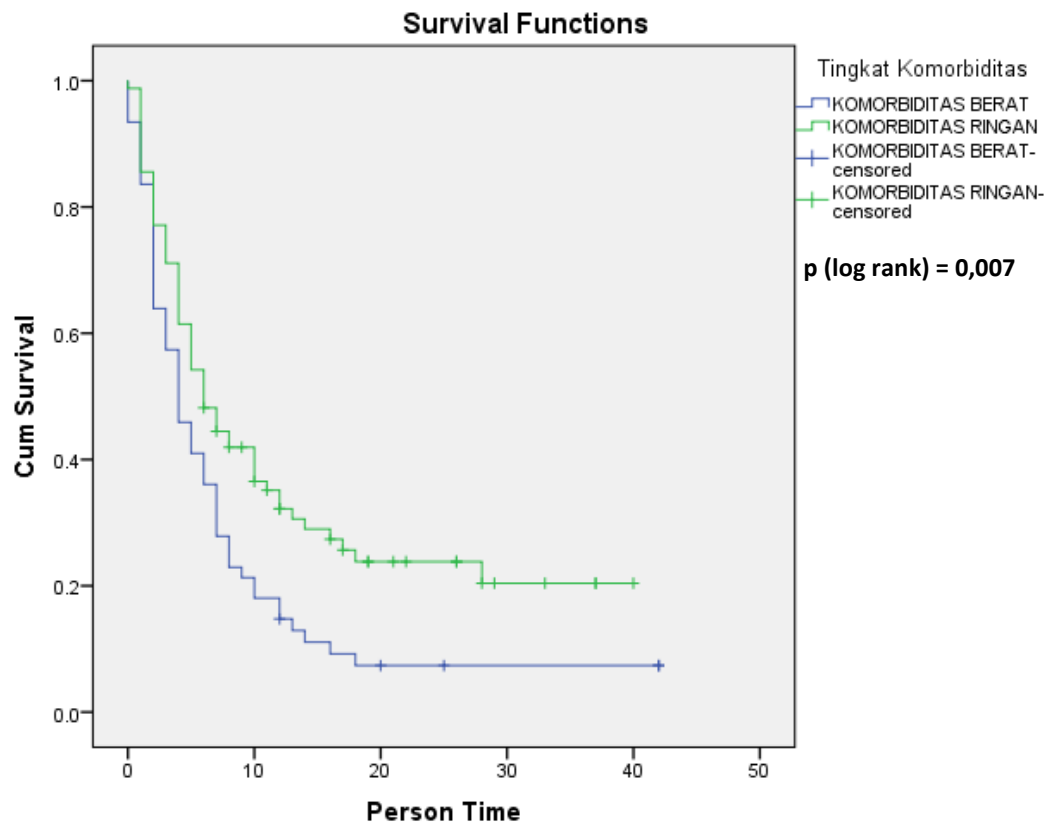 Survival Functions
Tingkat Komorbiditas
KOMORBIDITAS BERAT
KOMORBIDITAS RINGAN
KOMORBIDITAS BERAT-
censored
KOMORBIDITAS RINGAN-
censored
p (log rank) = 0,007
Cum Survival
1.0
0.8
0.6
0.4
0.2
0.0
0 10 20 30 40 50
Person Time